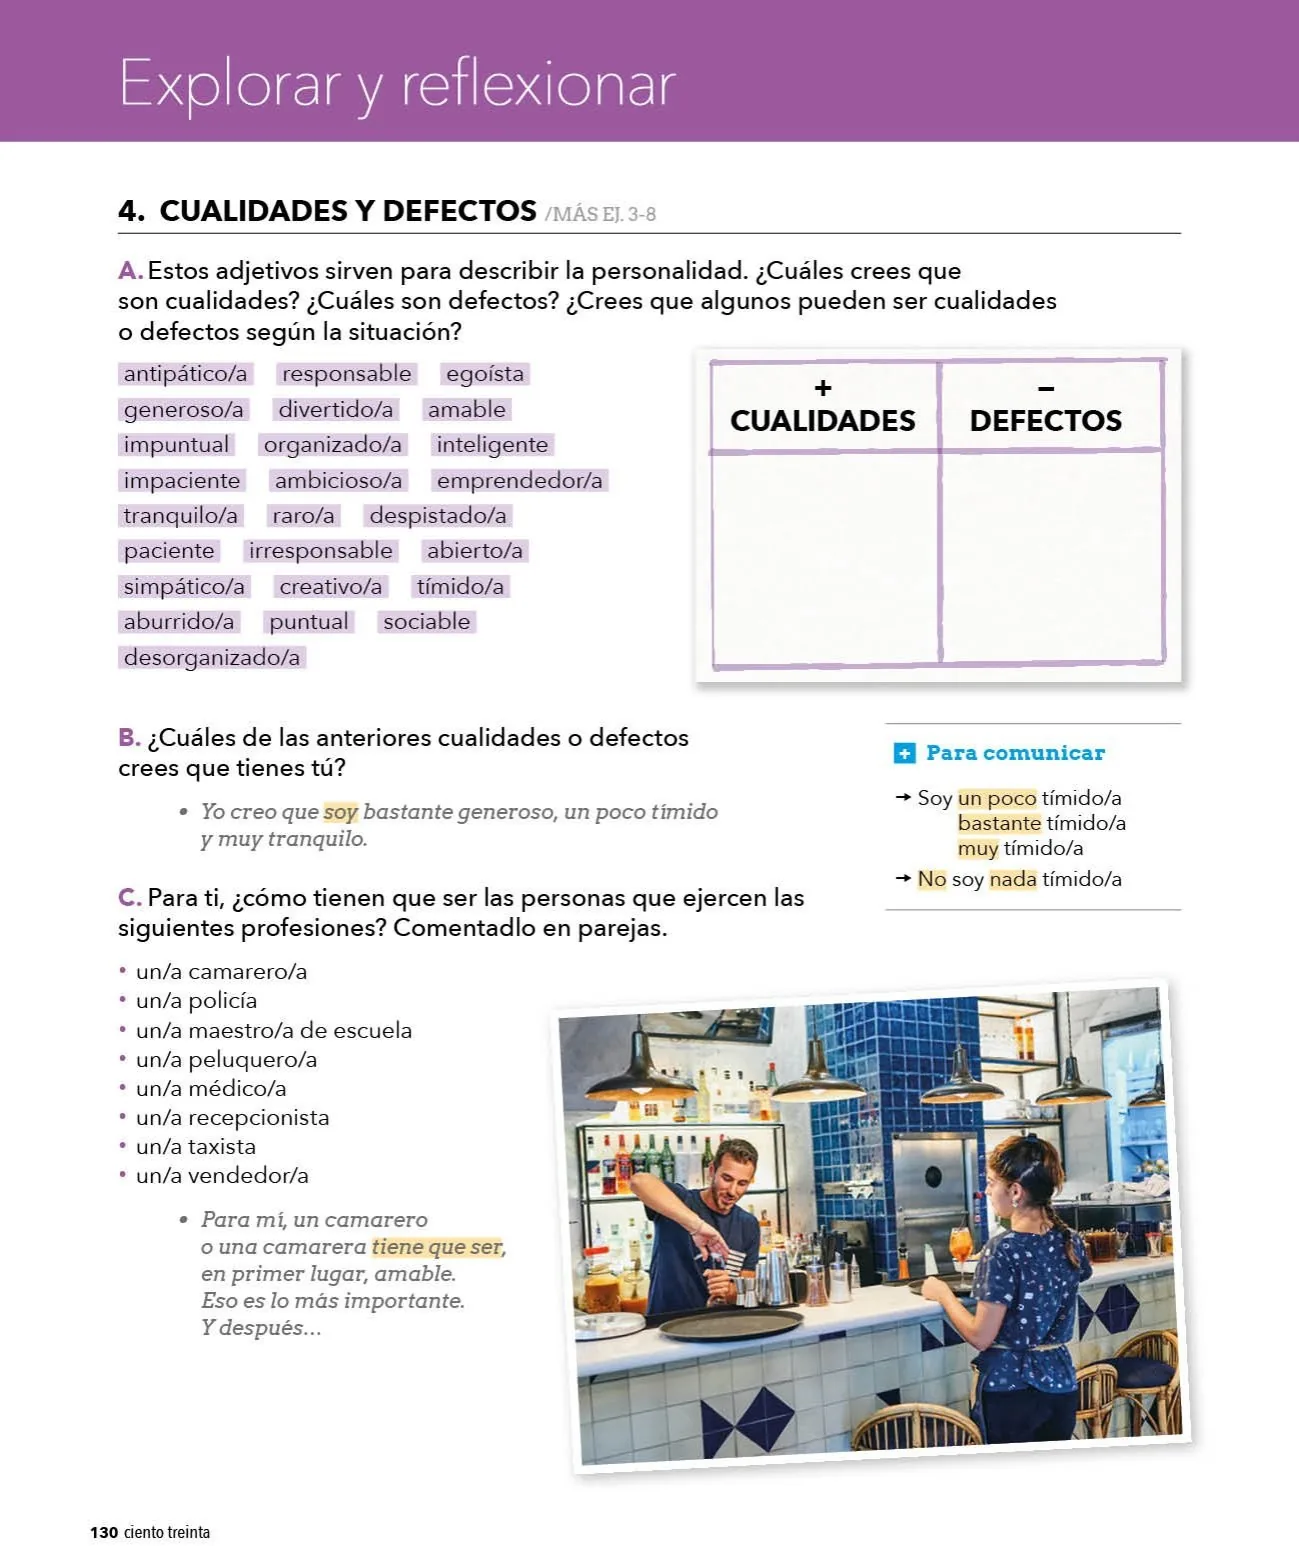 Explorar y reflexionar
4. CUALIDADES Y DEFECTOS /MÁS EJ. 3-8
A. Estos adjetivos sirven para describir la personalidad. ¿Cuáles crees que
son cualidades? ¿Cuáles son defectos? ¿Crees que algunos pueden ser cualidades
o defectos según la situación?
antipático/a responsable egoísta
generoso/a divertido/a amable
impuntual organizado/a inteligente
impaciente ambicioso/a emprendedor/a
tranquilo/a raro/a despistado/a
paciente irresponsable abierto/a
simpático/a creativo/a tímido/a
aburrido/a puntual sociable
desorganizado/a
+ –
CUALIDADES DEFECTOS
B. ¿Cuáles de las anteriores cualidades o defectos
crees que tienes tú?
• Yo creo que soy bastante generoso, un poco tímido
y muy tranquilo.
+ Para comunicar
→ Soy un poco tímido/a
bastante tímido/a
muy tímido/a
→ No soy nada tímido/a
C. Para ti, ¿cómo tienen que ser las personas que ejercen las
siguientes profesiones? Comentadlo en parejas.
• un/a camarero/a
• un/a policía
• un/a maestro/a de escuela
• un/a peluquero/a
• un/a médico/a
• un/a recepcionista
• un/a taxista
• un/a vendedor/a
• Para mí, un camarero
o una camarera tiene que ser,
en primer lugar, amable.
Eso es lo más importante.
Y después...
130 ciento treinta